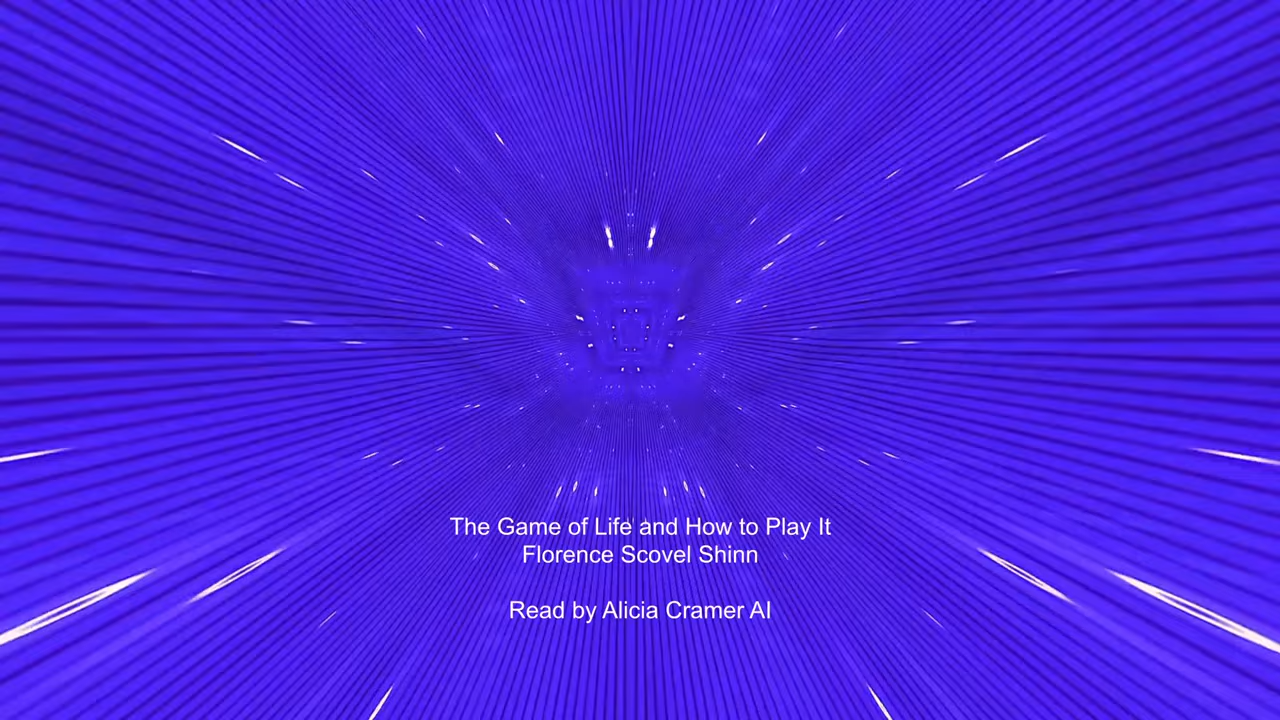 The Game of Life and How to Play It
Florence Scovel Shinn
Read by Alicia Cramer AI